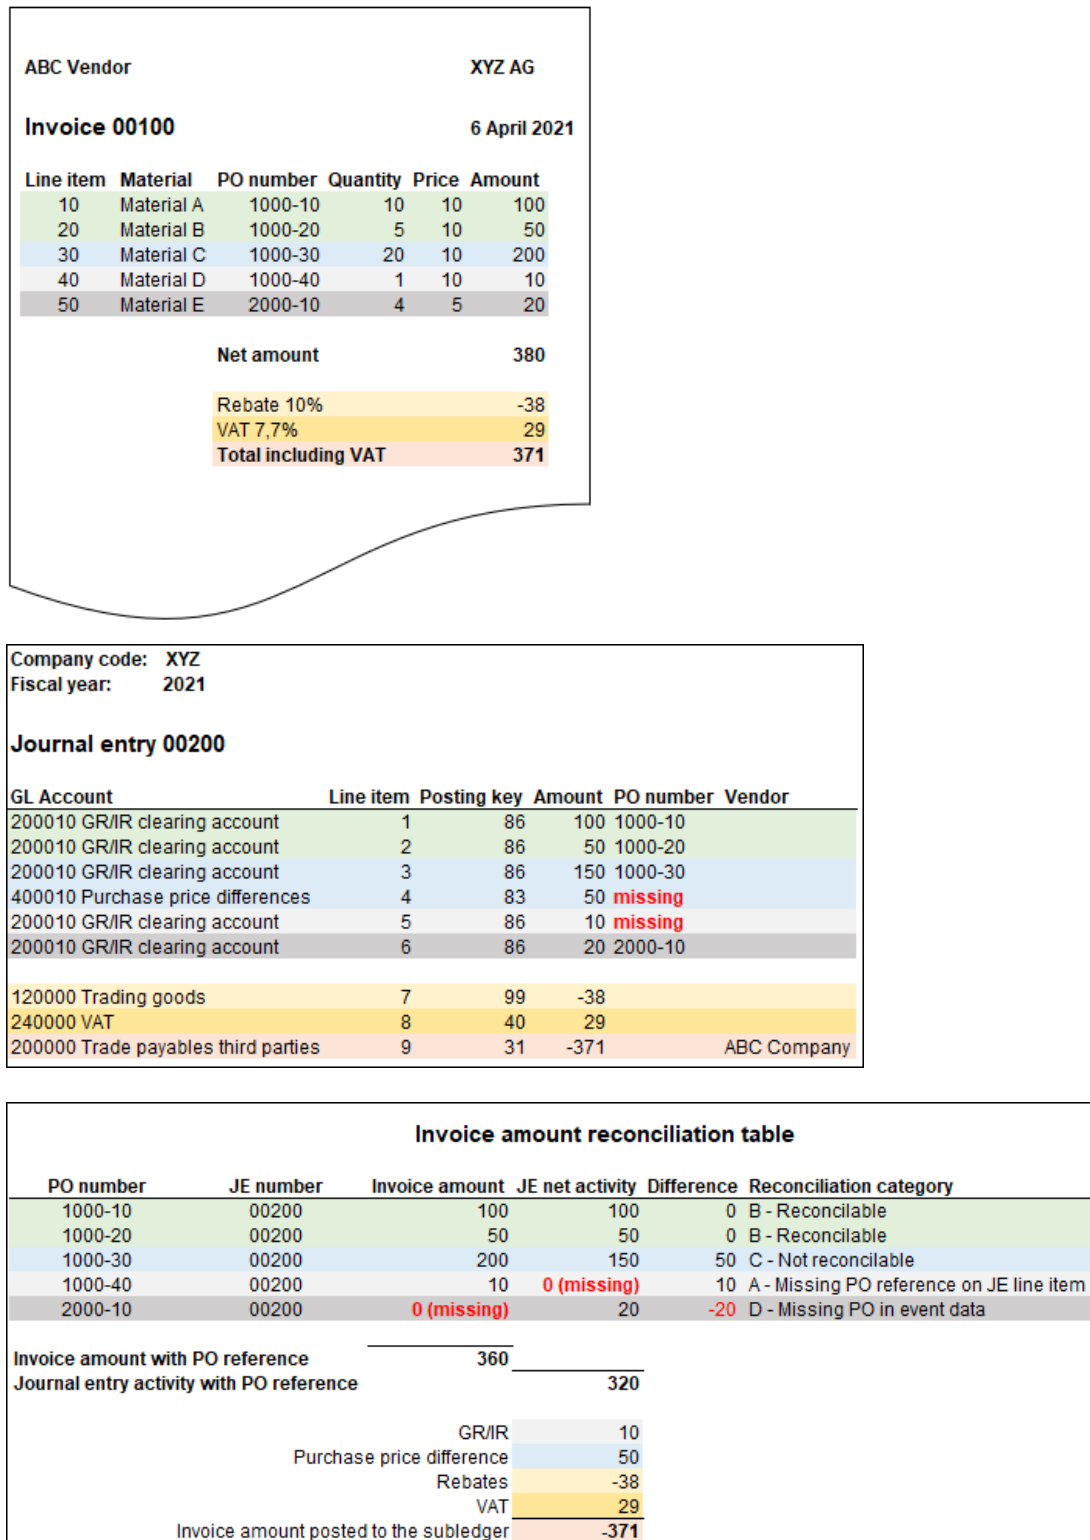 ABC Vendor XYZ AG
Invoice 00100 6 April 2021
Line item Material PO number Quantity Price Amount
10 Material A 1000-10 10 10 100
20 Material B 1000-20 5 10 50
30 Material C 1000-30 20 10 200
40 Material D 1000-40 1 10 10
50 Material E 2000-10 4 5 20
Net amount 380
Rebate 10% -38
VAT 7,7% 29
Total including VAT 371
Company code: XYZ
Fiscal year: 2021
Journal entry 00200
GL Account Line item Posting key Amount PO number Vendor
200010 GR/IR clearing account 1 86 100 1000-10
200010 GR/IR clearing account 2 86 50 1000-20
200010 GR/IR clearing account 3 86 150 1000-30
400010 Purchase price differences 4 83 50 missing
200010 GR/IR clearing account 5 86 10 missing
200010 GR/IR clearing account 6 86 20 2000-10
120000 Trading goods 7 99 -38
240000 VAT 8 40 29
200000 Trade payables third parties 9 31 -371 ABC Company
Invoice amount reconciliation table
PO number JE number Invoice amount JE net activity Difference Reconciliation category
1000-10 00200 100 100 0 B - Reconcilable
1000-20 00200 50 50 0 B - Reconcilable
1000-30 00200 200 150 50 C - Not reconcilable
1000-40 00200 10 0 (missing) 10 A - Missing PO reference on JE line item
2000-10 00200 0 (missing) 20 -20 D - Missing PO in event data
Invoice amount with PO reference 360
Journal entry activity with PO reference 320
GR/IR 10
Purchase price difference 50
Rebates -38
VAT 29
Invoice amount posted to the subledger -371